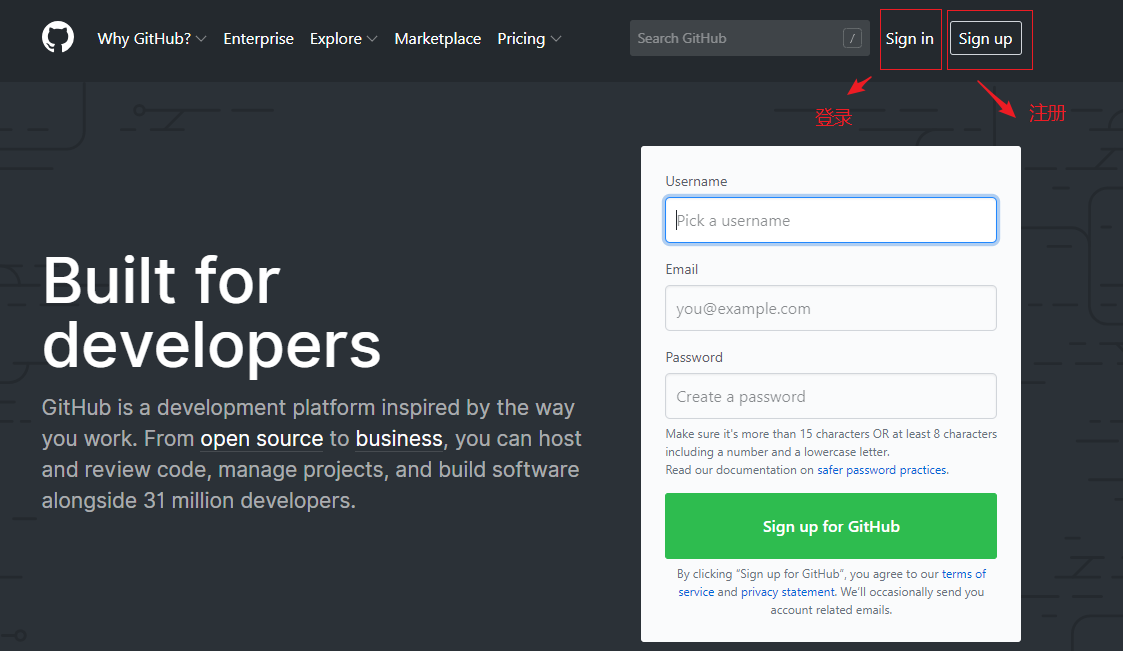 Why GitHub? Enterprise Explore Marketplace Pricing Search GitHub / Sign in Sign up
登录 注册
Built for
developers
GitHub is a development platform inspired by the way
you work. From open source to business, you can host
and review code, manage projects, and build software
alongside 31 million developers.
Username
Pick a username
Email
you@example.com
Password
Create a password
Make sure it's more than 15 characters OR at least 8 characters
including a number and a lowercase letter.
Read our documentation on safer password practices.
Sign up for GitHub
By clicking “Sign up for GitHub”, you agree to our terms of
service and privacy statement. We’ll occasionally send you
account related emails.